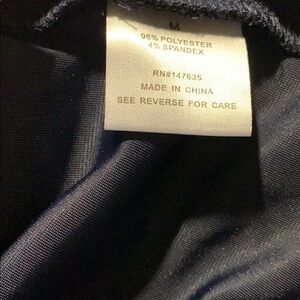 M
96% POLYESTER
4% SPANDEX
RN#147635
MADE IN CHINA
SEE REVERSE FOR CARE